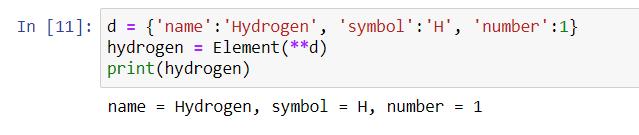 In [11]: d = {'name':'Hydrogen', 'symbol':'H', 'number':1}
hydrogen = Element(**d)
print(hydrogen)
name = Hydrogen, symbol = H, number = 1